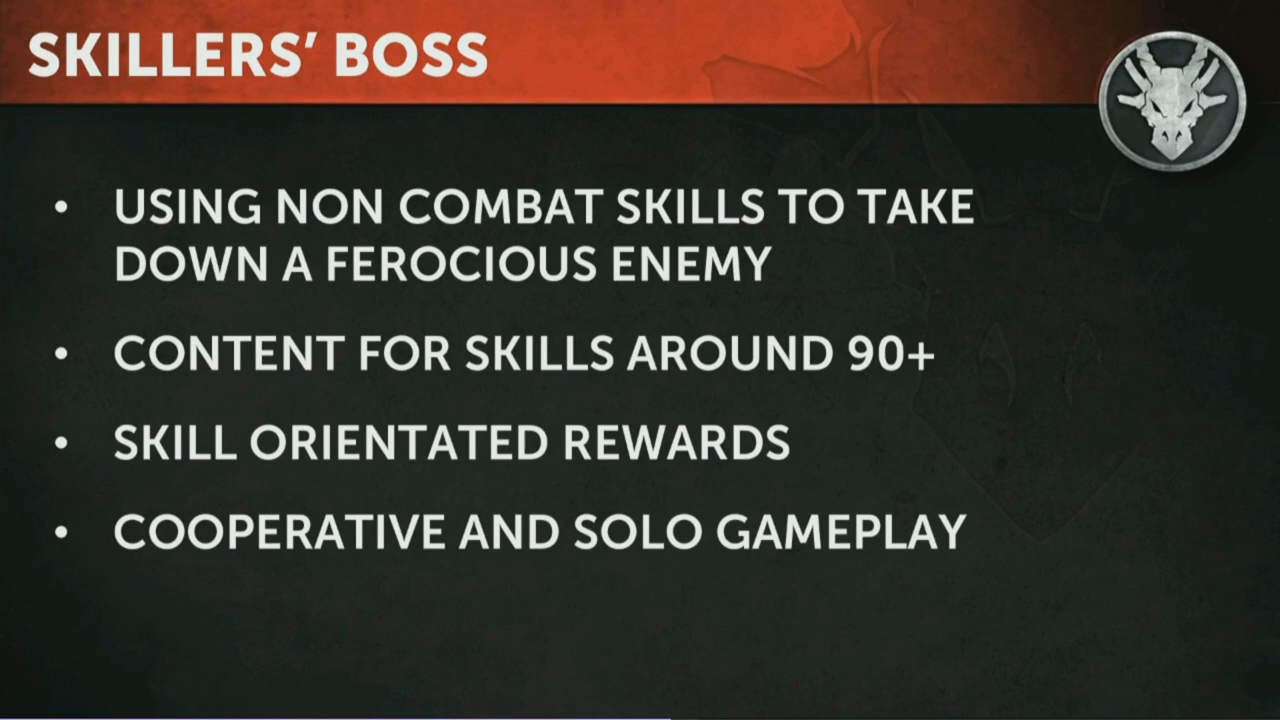 SKILLERS' BOSS
• USING NON COMBAT SKILLS TO TAKE
DOWN A FEROCIOUS ENEMY
• CONTENT FOR SKILLS AROUND 90+
• SKILL ORIENTATED REWARDS
• COOPERATIVE AND SOLO GAMEPLAY